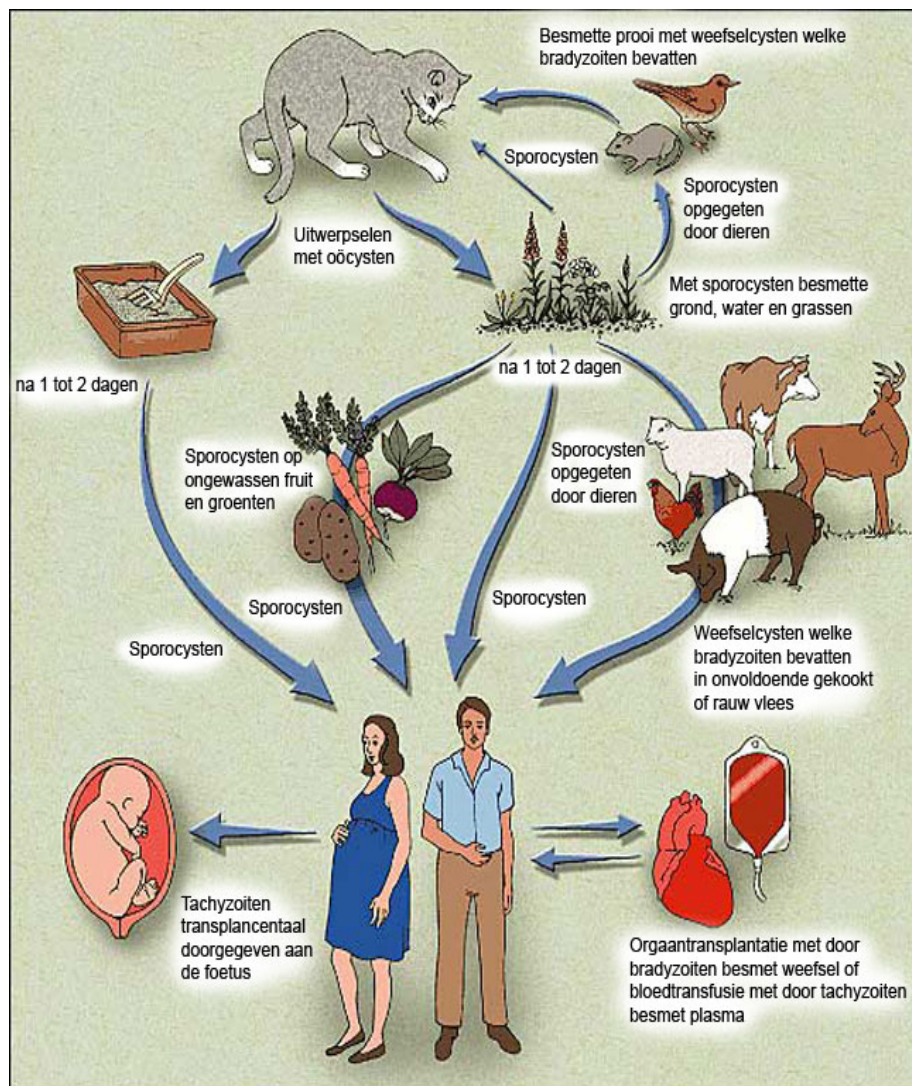 Besmette prooi met weefselcysten welke
bradyzoiten bevatten
Sporocysten
Sporocysten
opgegeten
door dieren
Uitwerpselen
met oöcysten
Met sporocysten besmette
grond, water en grassen
na 1 tot 2 dagen
na 1 tot 2 dagen
Sporocysten op
ongewassen fruit
en groenten
Sporocysten
opgegeten
door dieren
Sporocysten
Sporocysten
Sporocysten
Weefselcysten welke
bradyzoiten bevatten
in onvoldoende gekookt
of rauw vlees
Tachyzoiten
transplancentaal
doorgegeven aan
de foetus
Orgaantransplantatie met door
bradyzoiten besmet weefsel of
bloedtransfusie met door tachyzoiten
besmet plasma